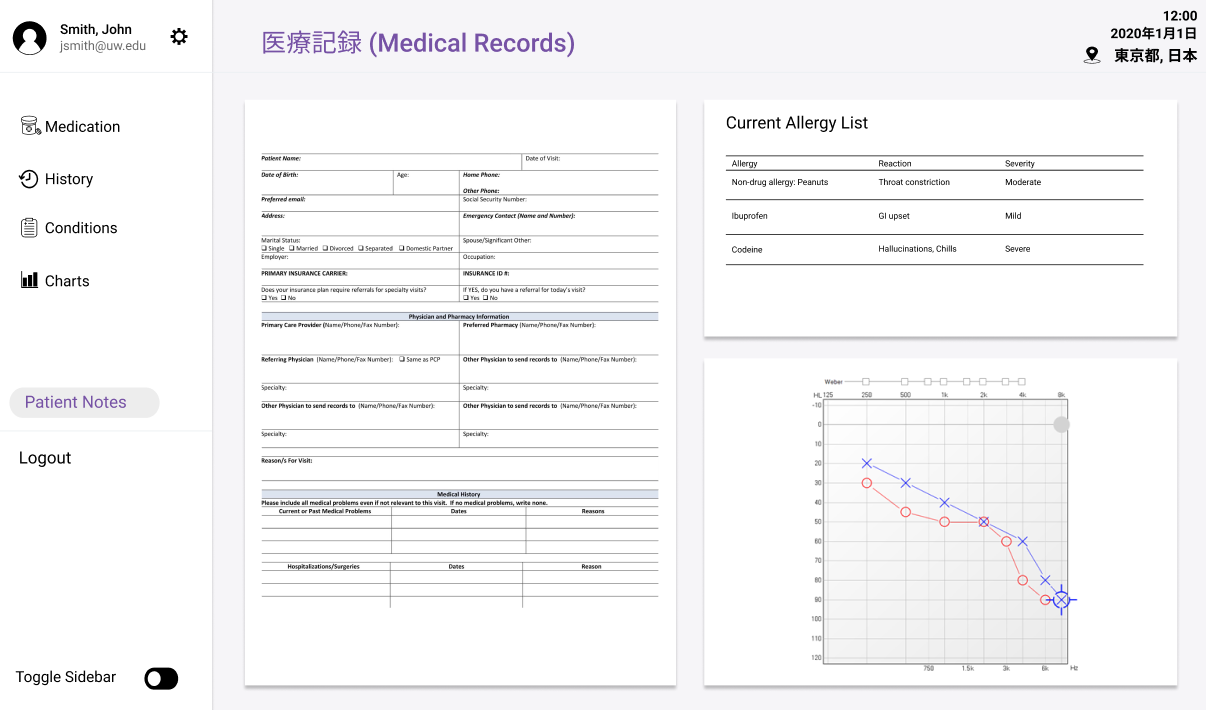 Smith, John
jsmith@uw.edu
Medication
History
Conditions
Charts
Patient Notes
Logout
Toggle Sidebar
医療記録 (Medical Records)
12:00
2020年1月1日
東京都, 日本
Patient Name: Date of Visit:
Date of Birth: Age: Home Phone:
Other Phone:
Preferred email: Social Security Number:
Address: Emergency Contact (Name and Number):
Marital Status: Spouse/Significant Other:
☐ Single ☐ Married ☐ Divorced ☐ Separated ☐ Domestic Partner
Employer: Occupation:
PRIMARY INSURANCE CARRIER: INSURANCE ID #:
Does your insurance plan require referrals for specialty visits? If YES, do you have a referral for today's visit?
☐ Yes ☐ No ☐ Yes ☐ No
Physician and Pharmacy Information
Primary Care Provider (Name/Phone/Fax Number): Preferred Pharmacy (Name/Phone/Fax Number):
Referring Physician (Name/Phone/Fax Number): ☐ Same as PCP Other Physician to send records to (Name/Phone/Fax Number):
Specialty: Specialty:
Other Physician to send records to (Name/Phone/Fax Number): Other Physician to send records to (Name/Phone/Fax Number):
Specialty: Specialty:
Reason/s For Visit:
Medical History
Please include all medical problems even if not relevant to this visit. If no medical problems, write none.
Current or Past Medical Problems Dates Reasons
Hospitalizations/Surgeries Dates Reason
Current Allergy List
Allergy Reaction Severity
Non-drug allergy: Peanuts Throat constriction Moderate
Ibuprofen GI upset Mild
Codeine Hallucinations, Chills Severe
Weber
HL 125 250 500 1k 2k 4k 8k
-10
0
10
20
30
40
50
60
70
80
90
100
110
120
750 1.5k 3k 6k Hz